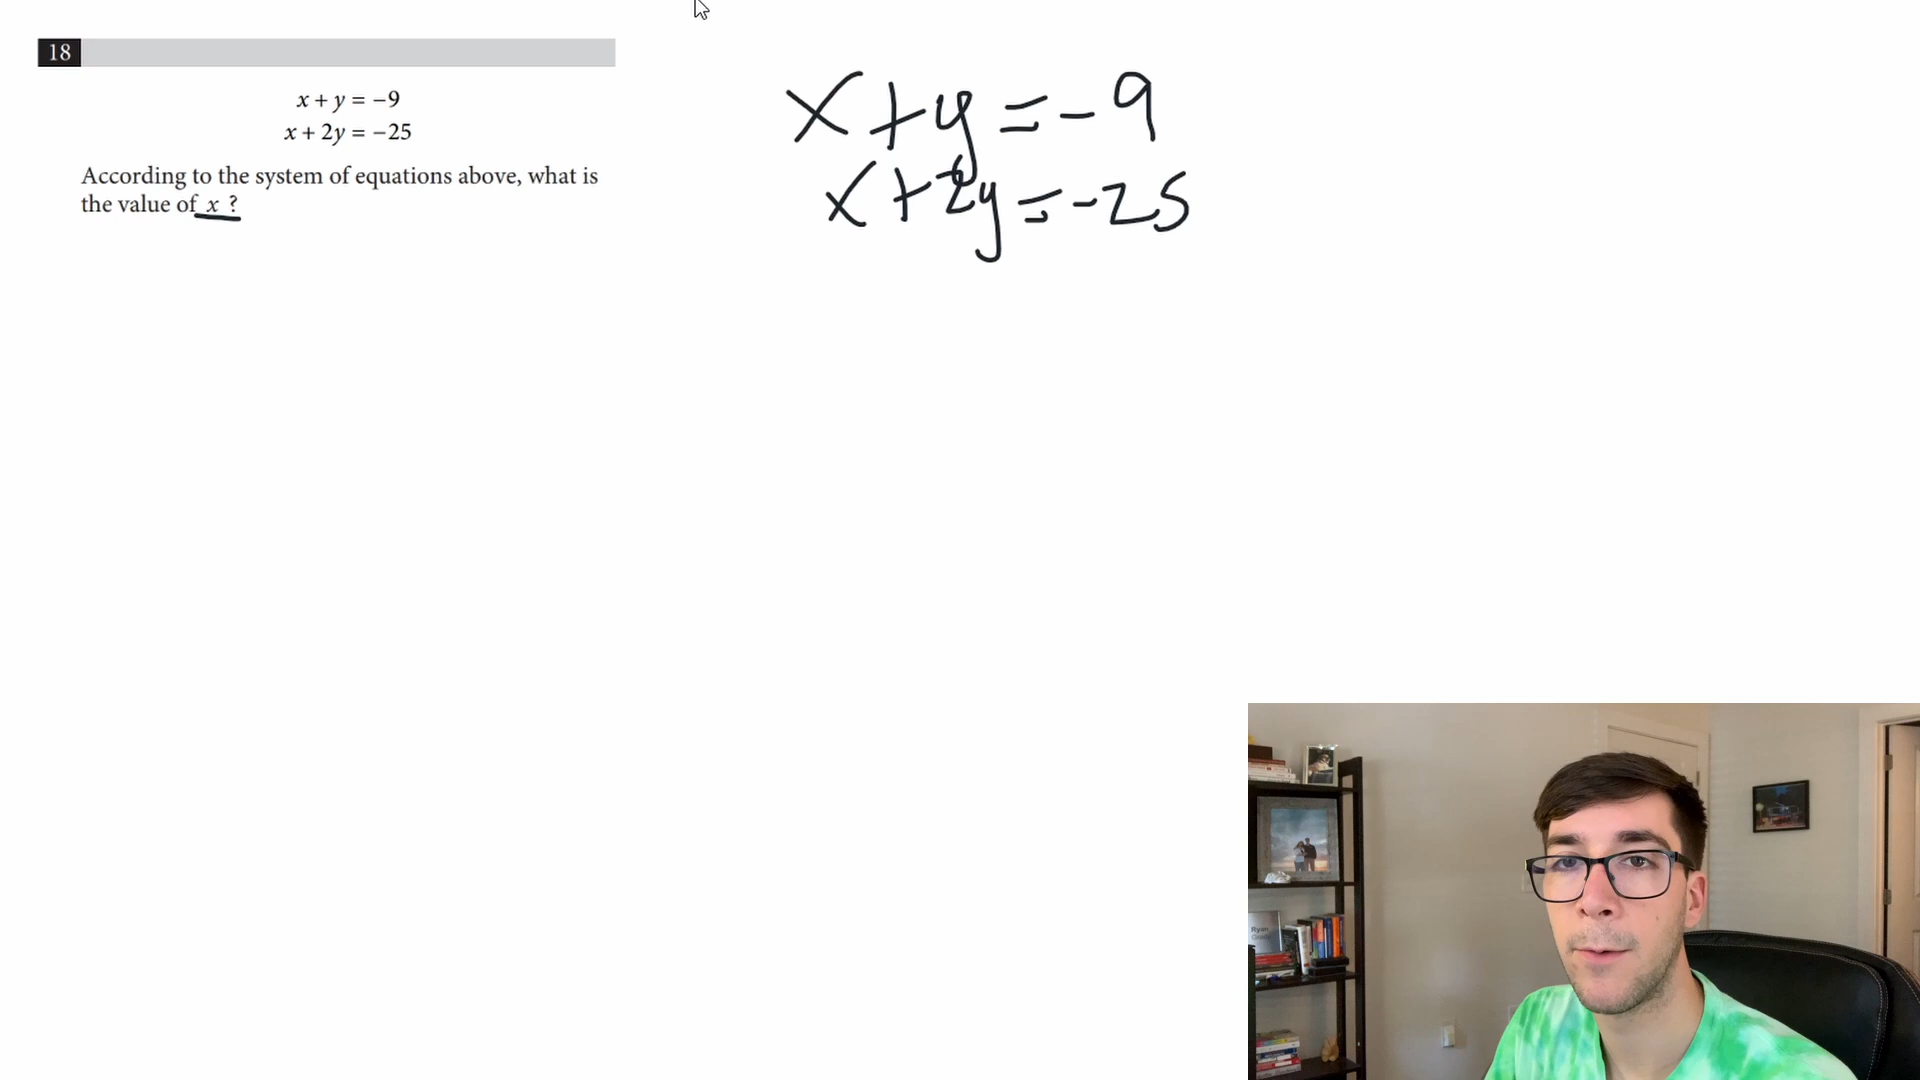 18
x + y = −9
x + 2y = −25
According to the system of equations above, what is
the value of x ?
x+y=-9
x+2y=-25
Ryan